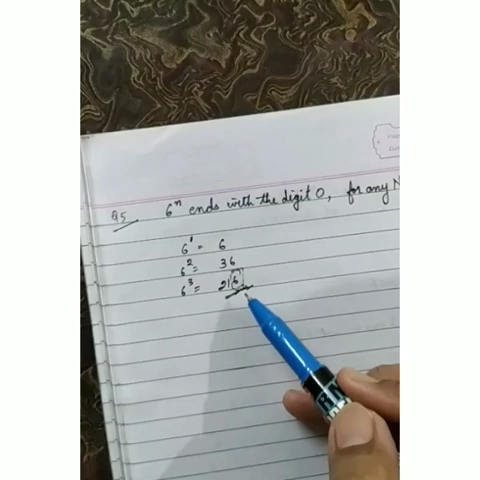 Q5 6ⁿ ends with the digit 0, for any N
6¹ = 6
6² = 36
6³ = 216